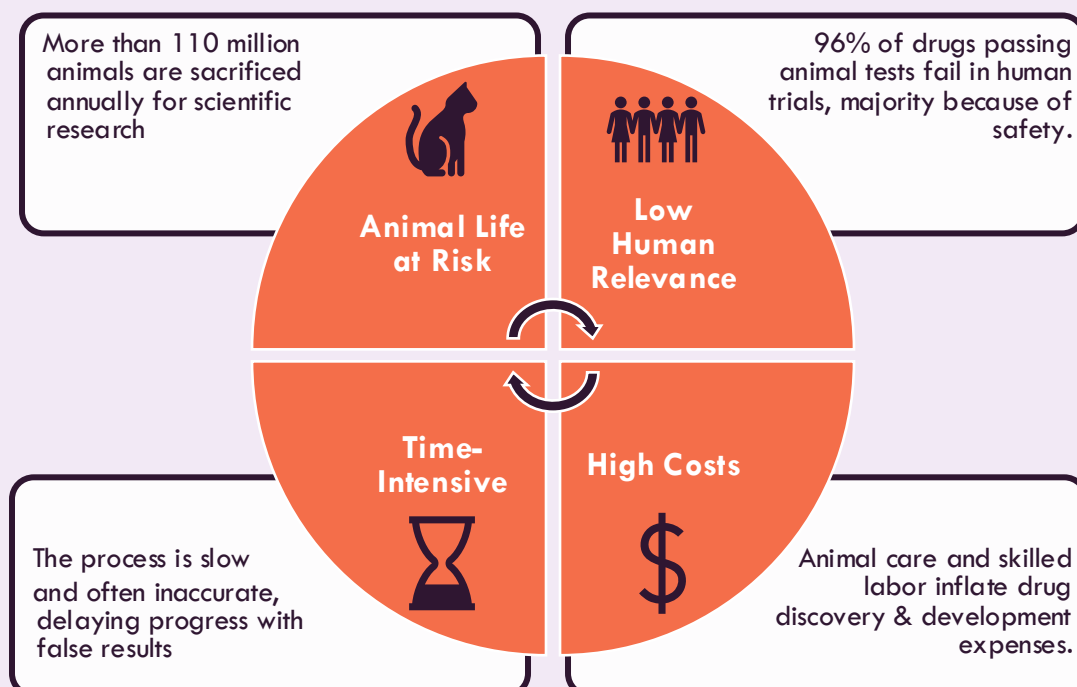 More than 110 million
animals are sacrificed
annually for scientific
research
96% of drugs passing
animal tests fail in human
trials, majority because of
safety.
Animal Life
at Risk
Low
Human
Relevance
Time-
Intensive
High Costs
$
The process is slow
and often inaccurate,
delaying progress with
false results
Animal care and skilled
labor inflate drug
discovery & development
expenses.